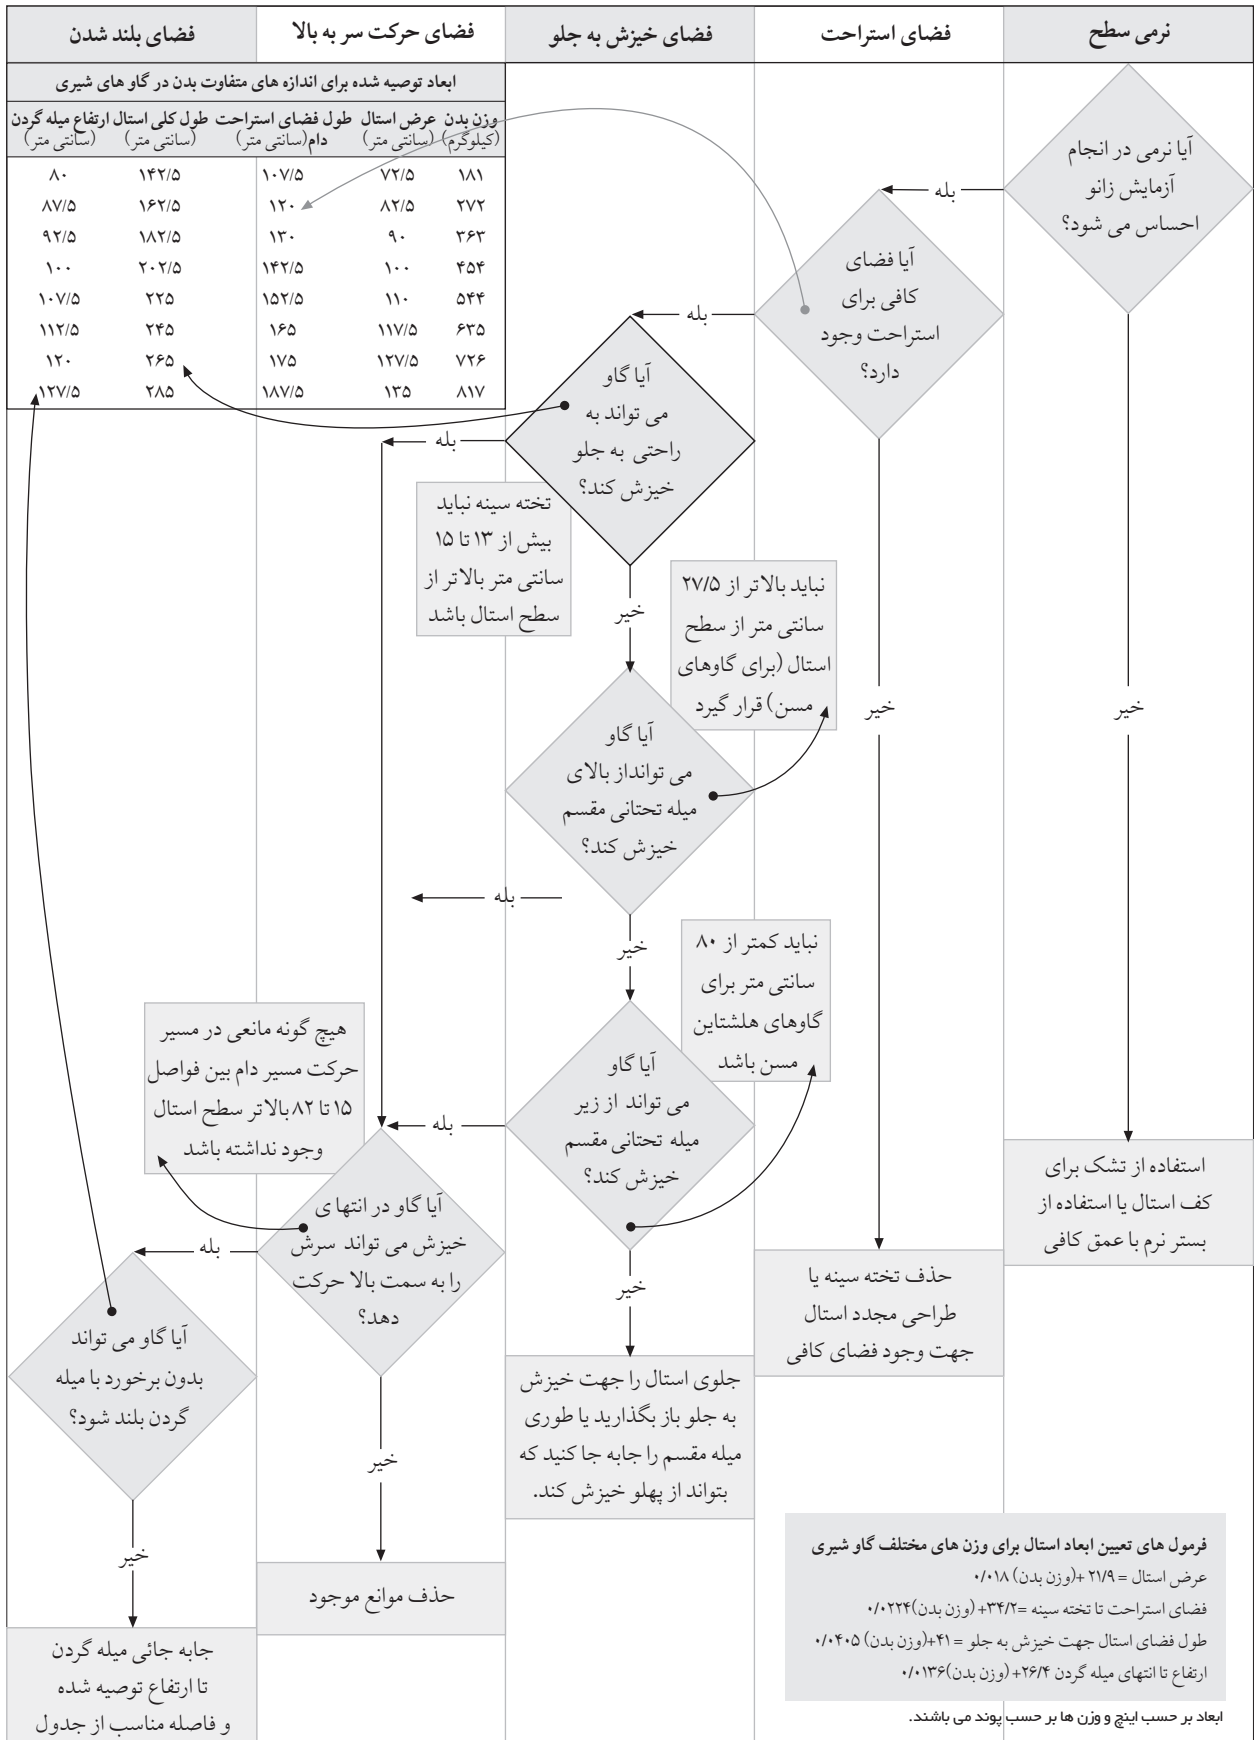 نرمی سطح
فضای استراحت
فضای خیزش به جلو
فضای حرکت سر به بالا
فضای بلند شدن
ابعاد توصیه شده برای اندازه های متفاوت بدن در گاو های شیری
وزن بدن عرض استال طول فضای استراحت طول کلی استال ارتفاع میله گردن
(کیلوگرم) (سانتی متر) دام(سانتی متر) (سانتی متر) (سانتی متر)
۱۸۱ ۷۲/۵ ۱۰۷/۵ ۱۴۲/۵ ۸۰
۲۷۲ ۸۲/۵ ۱۲۰ ۱۶۲/۵ ۸۷/۵
۳۶۳ ۹۰ ۱۳۰ ۱۸۲/۵ ۹۲/۵
۴۵۴ ۱۰۰ ۱۴۲/۵ ۲۰۲/۵ ۱۰۰
۵۴۴ ۱۱۰ ۱۵۲/۵ ۲۲۵ ۱۰۷/۵
۶۳۵ ۱۱۷/۵ ۱۶۵ ۲۴۵ ۱۱۲/۵
۷۲۶ ۱۲۷/۵ ۱۷۵ ۲۶۵ ۱۲۰
۸۱۷ ۱۳۵ ۱۸۷/۵ ۲۸۵ ۱۲۷/۵
آیا نرمی در انجام
آزمایش زانو
احساس می شود؟
بله
خیر
استفاده از تشک برای
کف استال یا استفاده از
بستر نرم با عمق کافی
آیا فضای
کافی برای
استراحت وجود
دارد؟
بله
خیر
حذف تخته سینه یا
طراحی مجدد استال
جهت وجود فضای کافی
آیا گاو
می تواند به
راحتی به جلو
خیزش کند؟
بله
تخته سینه نباید
بیش از ۱۳ تا ۱۵
سانتی متر بالاتر از
سطح استال باشد
خیر
نباید بالاتر از ۲۷/۵
سانتی متر از سطح
استال (برای گاوهای
مسن) قرار گیرد
آیا گاو
می توانداز بالای
میله تحتانی مقسم
خیزش کند؟
بله
خیر
نباید کمتر از ۸۰
سانتی متر برای
گاوهای هلشتاین
مسن باشد
آیا گاو
می تواند از زیر
میله تحتانی مقسم
خیزش کند؟
بله
خیر
جلوی استال را جهت خیزش
به جلو باز بگذارید یا طوری
میله مقسم را جابه جا کنید که
بتواند از پهلو خیزش کند.
هیچ گونه مانعی در مسیر
حرکت مسیر دام بین فواصل
۱۵ تا ۸۲بالاتر سطح استال
وجود نداشته باشد
آیا گاو در انتها ی
خیزش می تواند سرش
را به سمت بالا حرکت
دهد؟
بله
خیر
حذف موانع موجود
آیا گاو می تواند
بدون برخورد با میله
گردن بلند شود؟
خیر
جابه جائی میله گردن
تا ارتفاع توصیه شده
و فاصله مناسب از جدول
فرمول های تعیین ابعاد استال برای وزن های مختلف گاو شیری
عرض استال = ۲۱/۹ +(وزن بدن) ۰/۰۱۸
فضای استراحت تا تخته سینه =۳۴/۲+ (وزن بدن)۰/۰۲۲۴
طول فضای استال جهت خیزش به جلو = ۴۱+(وزن بدن) ۰/۰۴۰۵
ارتفاع تا انتهای میله گردن ۲۶/۴+ (وزن بدن)۰/۰۱۳۶
ابعاد بر حسب اینچ و وزن ها بر حسب پوند می باشند.